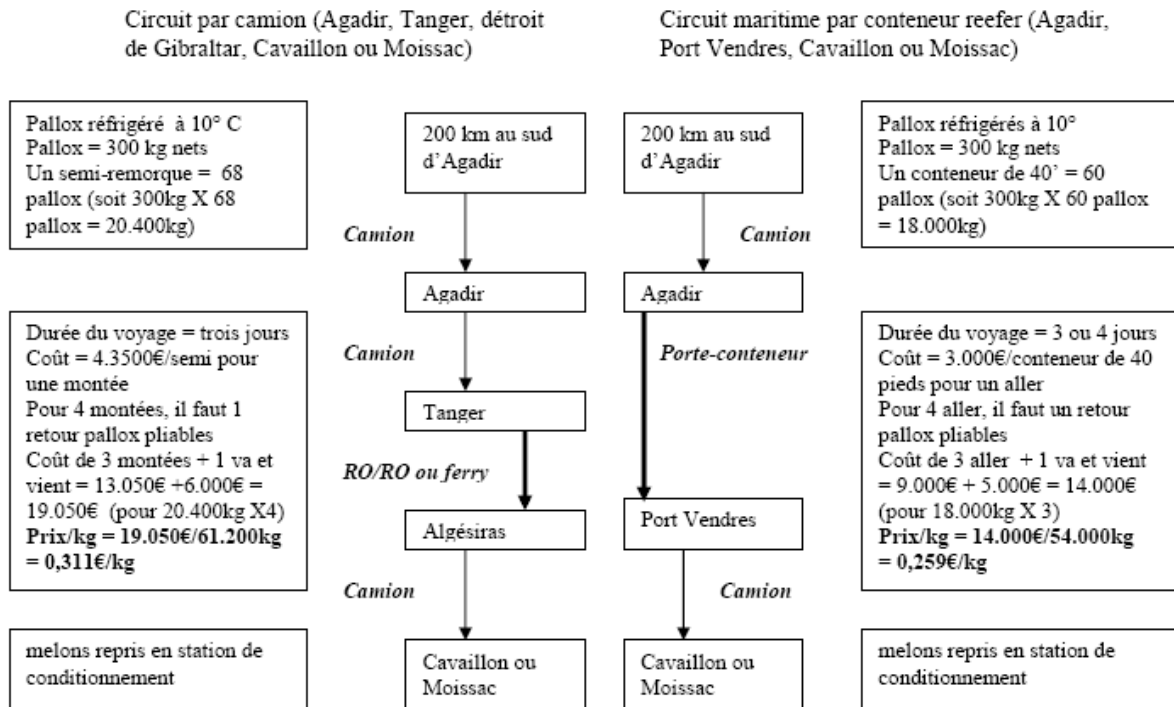 Circuit par camion (Agadir, Tanger, détroit
de Gibraltar, Cavaillon ou Moissac)
Circuit maritime par conteneur reefer (Agadir,
Port Vendres, Cavaillon ou Moissac)
Pallox réfrigéré à 10° C
Pallox = 300 kg nets
Un semi-remorque = 68
pallox (soit 300kg X 68
pallox = 20.400kg)
200 km au sud
d’Agadir
200 km au sud
d’Agadir
Pallox réfrigérés à 10°
Pallox = 300 kg nets
Un conteneur de 40’ = 60
pallox (soit 300kg X 60 pallox
= 18.000kg)
Camion
Camion
Agadir
Agadir
Durée du voyage = trois jours
Coût = 4.3500€/semi pour
une montée
Pour 4 montées, il faut 1
retour pallox pliables
Coût de 3 montées + 1 va et
vient = 13.050€ +6.000€ =
19.050€ (pour 20.400kg X4)
Prix/kg = 19.050€/61.200kg
= 0,311€/kg
Camion
Porte-conteneur
Tanger
RO/RO ou ferry
Algésiras
Port Vendres
Durée du voyage = 3 ou 4 jours
Coût = 3.000€/conteneur de 40
pieds pour un aller
Pour 4 aller, il faut un retour
pallox pliables
Coût de 3 aller + 1 va et vient
= 9.000€ + 5.000€ = 14.000€
(pour 18.000kg X 3)
Prix/kg = 14.000€/54.000kg
= 0,259€/kg
Camion
Camion
melons repris en station de
conditionnement
Cavaillon ou
Moissac
Cavaillon ou
Moissac
melons repris en station de
conditionnement